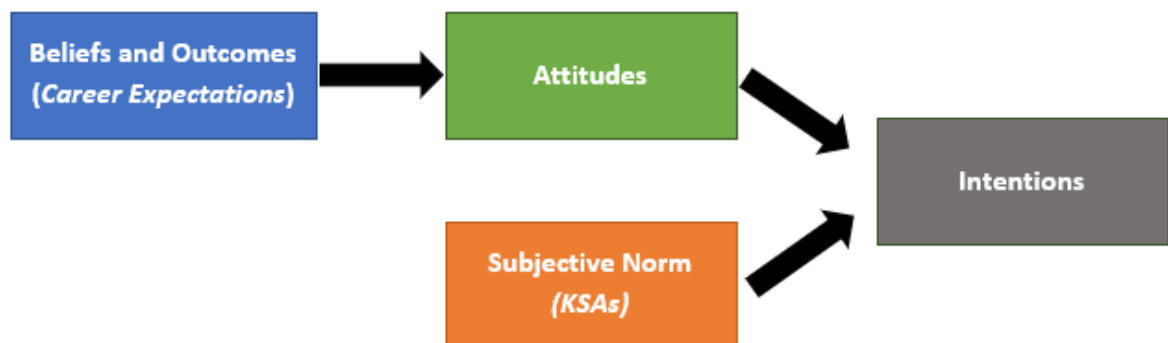 Beliefs and Outcomes
(Career Expectations)
Attitudes
Intentions
Subjective Norm
(KSAs)